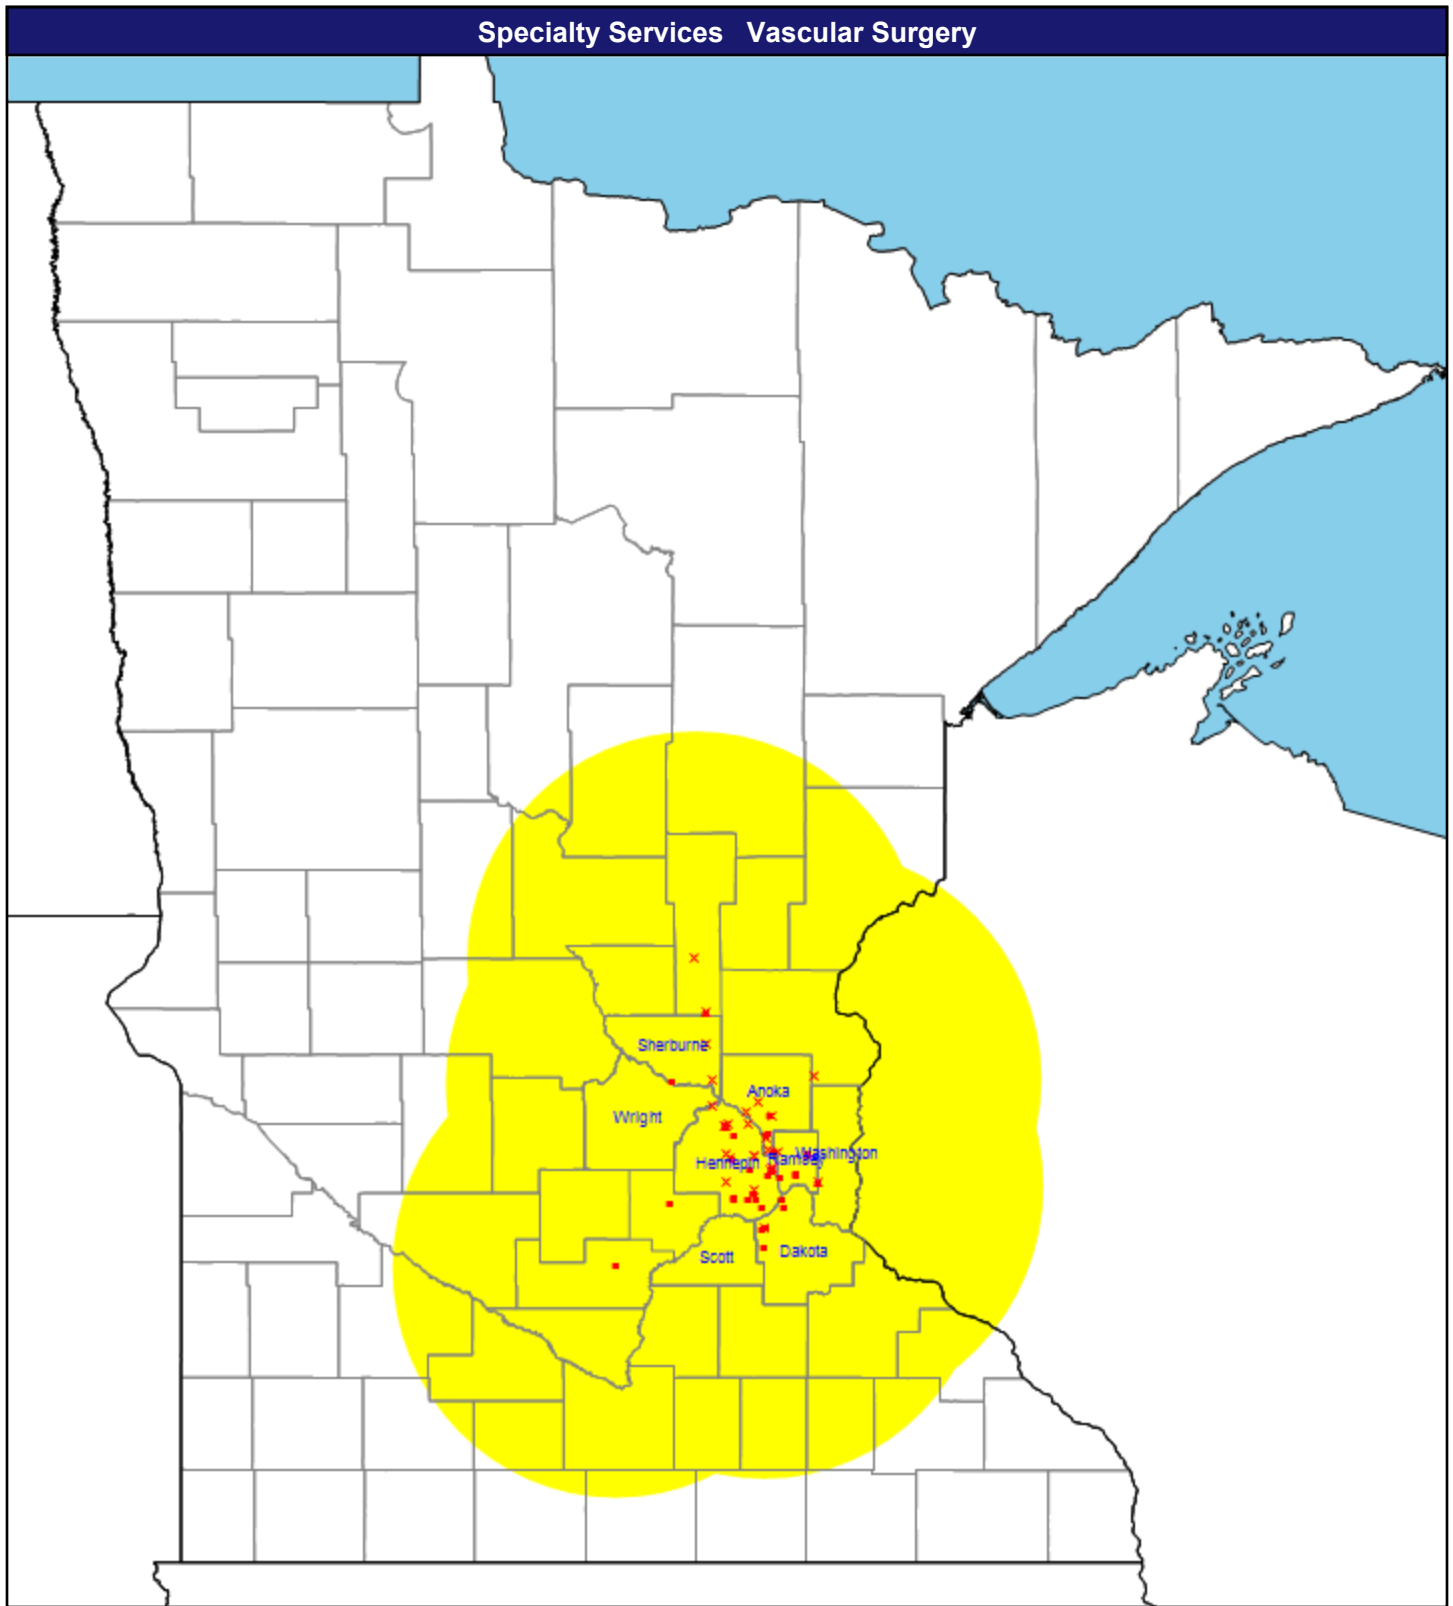 Specialty Services Vascular Surgery
Sherburne
Anoka
Wright
Washington
Hennepin
Ramsey
Scott
Dakota